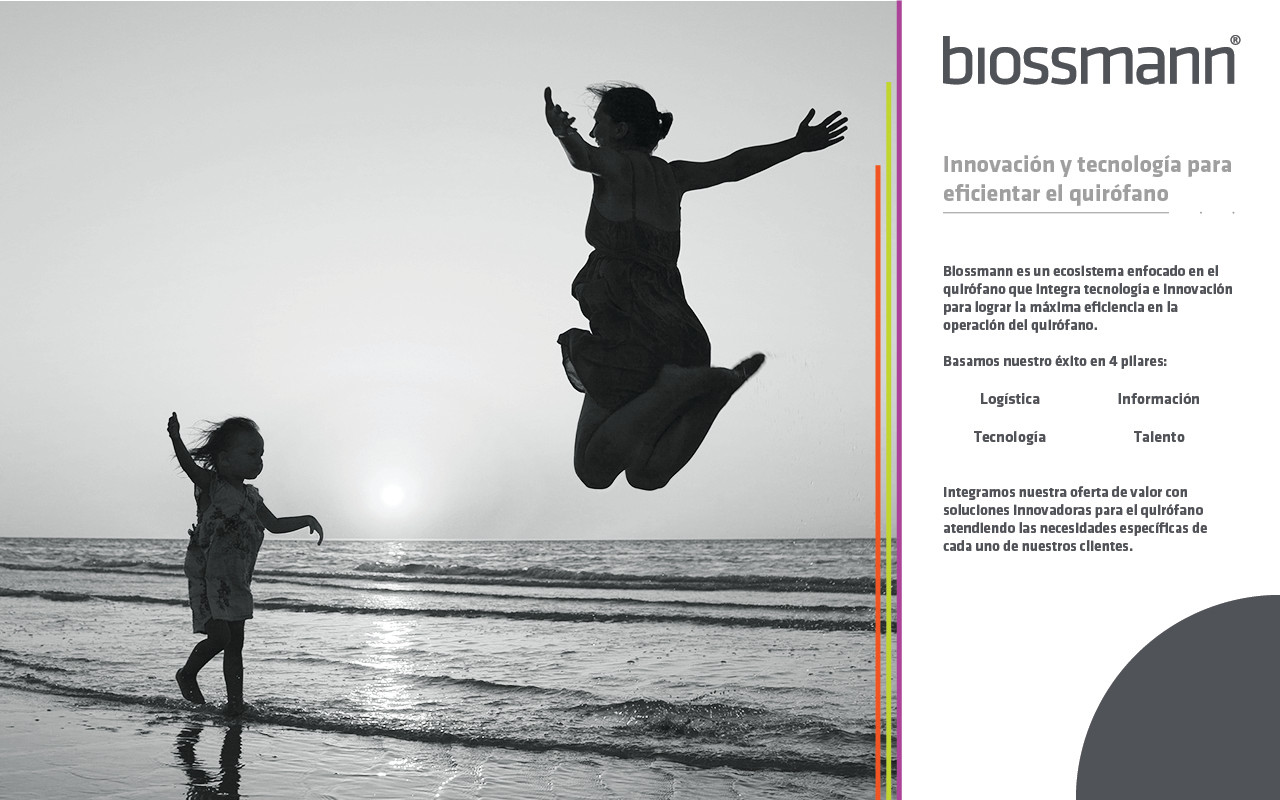 biossmann®
Innovación y tecnología para
eficientar el quirófano
Biossmann es un ecosistema enfocado en el
quirófano que integra tecnología e innovación
para lograr la máxima eficiencia en la
operación del quirófano.
Basamos nuestro éxito en 4 pilares:
Logística Información
Tecnología Talento
Integramos nuestra oferta de valor con
soluciones innovadoras para el quirófano
atendiendo las necesidades específicas de
cada uno de nuestros clientes.